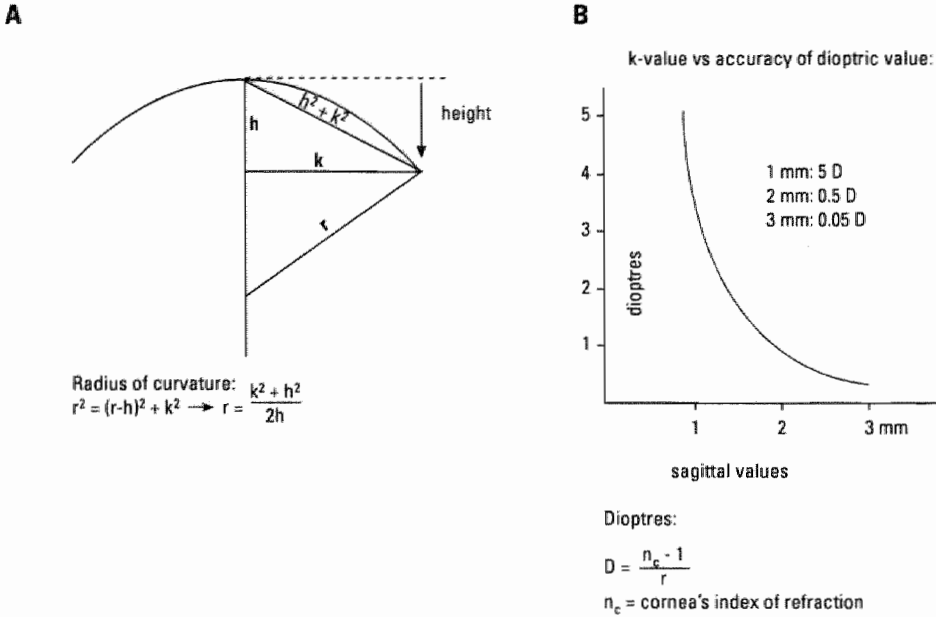 A
h
h² + k²
height
k
r
Radius of curvature:
r² = (r-h)² + k² → r = k² + h² / 2h
B
k-value vs accuracy of dioptric value:
5
4
3
2
1
dioptres
1 mm: 5 D
2 mm: 0.5 D
3 mm: 0.05 D
1 2 3 mm
sagittal values
Dioptres:
D = n_c - 1 / r
n_c = cornea's index of refraction